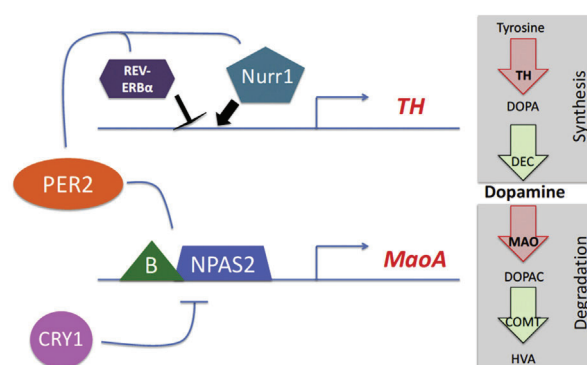 REV-
ERBα
Nurr1
TH
PER2
B
NPAS2
MaoA
CRY1
Tyrosine
TH
DOPA
DEC
Synthesis
Dopamine
MAO
DOPAC
COMT
HVA
Degradation